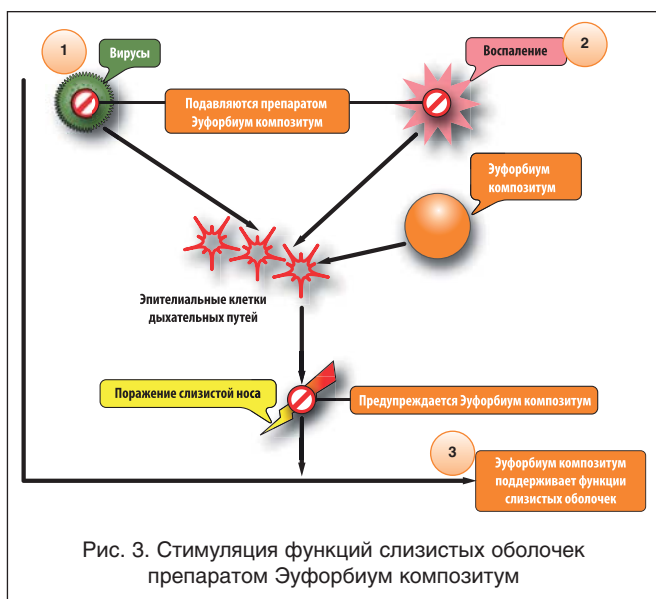 1
Вирусы
Воспаление
2
Подавляются препаратом
Эуфорбиум композитум
Эуфорбиум
композитум
Эпителиальные клетки
дыхательных путей
Поражение слизистой носа
Предупреждается Эуфорбиум композитум
3
Эуфорбиум композитум
поддерживает функции
слизистых оболочек
Рис. 3. Стимуляция функций слизистых оболочек
препаратом Эуфорбиум композитум